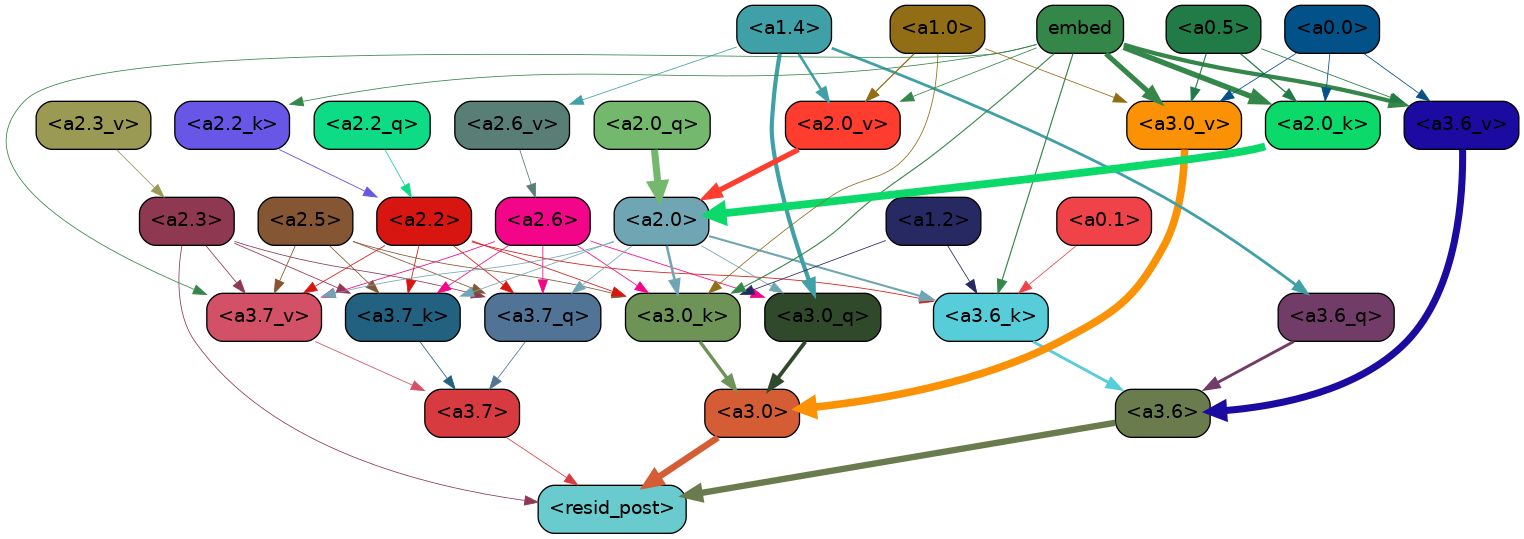 <a1.4> <a1.0> embed <a0.5> <a0.0>
<a2.3_v> <a2.2_k> <a2.2_q> <a2.6_v> <a2.0_q> <a2.0_v> <a3.0_v> <a2.0_k> <a3.6_v>
<a2.3> <a2.5> <a2.2> <a2.6> <a2.0> <a1.2> <a0.1>
<a3.7_v> <a3.7_k> <a3.7_q> <a3.0_k> <a3.0_q> <a3.6_k> <a3.6_q>
<a3.7> <a3.0> <a3.6>
<resid_post>